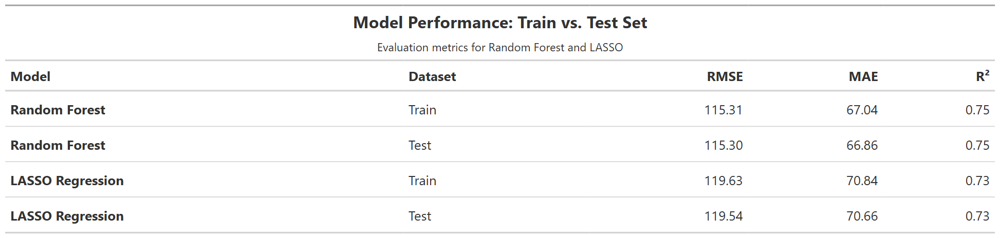 Model Performance: Train vs. Test Set
Evaluation metrics for Random Forest and LASSO
Model Dataset RMSE MAE R²
Random Forest Train 115.31 67.04 0.75
Random Forest Test 115.30 66.86 0.75
LASSO Regression Train 119.63 70.84 0.73
LASSO Regression Test 119.54 70.66 0.73